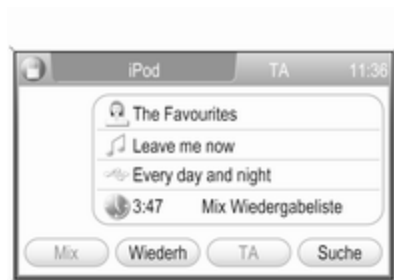 iPod TA 11:36
The Favourites
Leave me now
Every day and night
3:47 Mix Wiedergabeliste
Mix Wiederh TA Suche